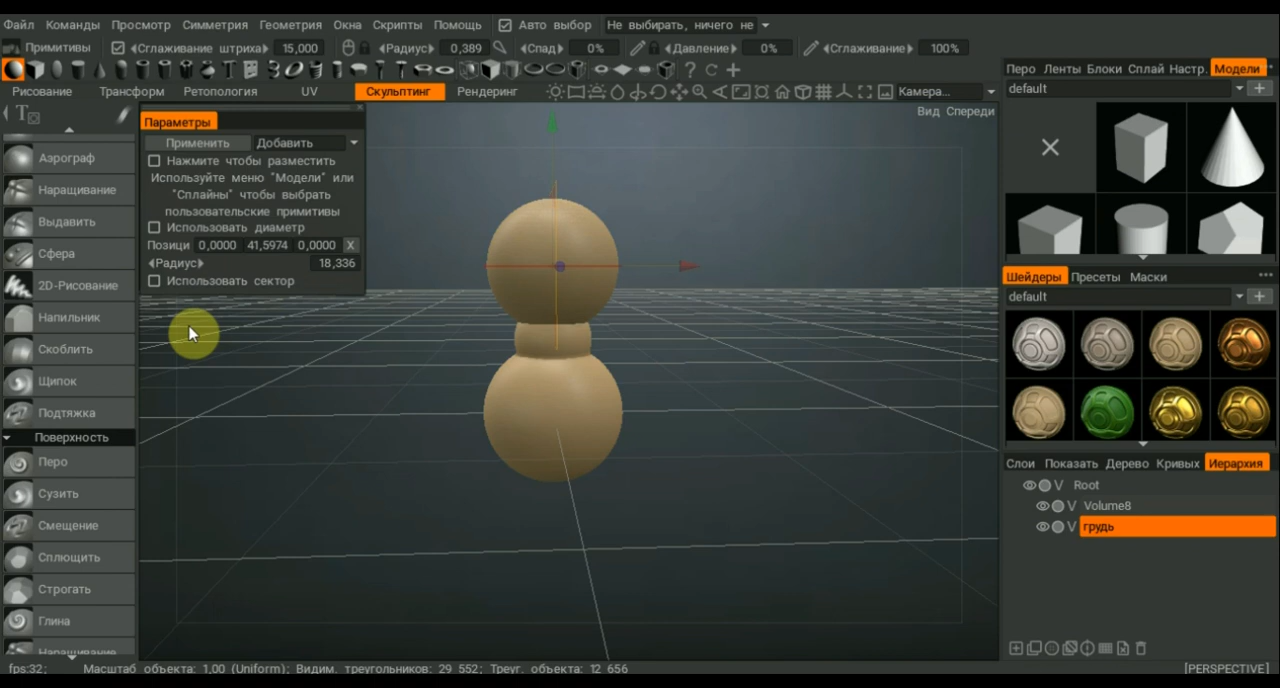 Файл Команды Просмотр Симметрия Геометрия Окна Скрипты Помощь Авто выбор Не выбирать, ничего не
Примитивы Сглаживание штриха 15,000 Радиус 0,389 Спад 0% Давление 0% Сглаживание 100%
Рисование Трансформ Ретопология UV Скульптинг Рендеринг Камера...
Перо Ленты Блоки Сплай Настр. Модели
default
Вид Спереди
Параметры
Применить Добавить
Нажмите чтобы разместить
Используйте меню "Модели" или
"Сплайны" чтобы выбрать
пользовательские примитивы
Использовать диаметр
Позици 0,0000 41,5974 0,0000 X
Радиус 18,336
Использовать сектор
Аэрограф
Наращивание
Выдавить
Сфера
2D-Рисование
Напильник
Скоблить
Щипок
Подтяжка
Поверхность
Перо
Сузить
Смещение
Сплющить
Строгать
Глина
Наращивание
Шейдеры Пресеты Маски
default
Слои Показать Дерево Кривых Иерархия
V Root
V Volume8
V грудь
fps:32; Масштаб объекта: 1,00 (Uniform); Видим. треугольников: 29 552; Треуг. объекта: 12 656
[PERSPECTIVE]